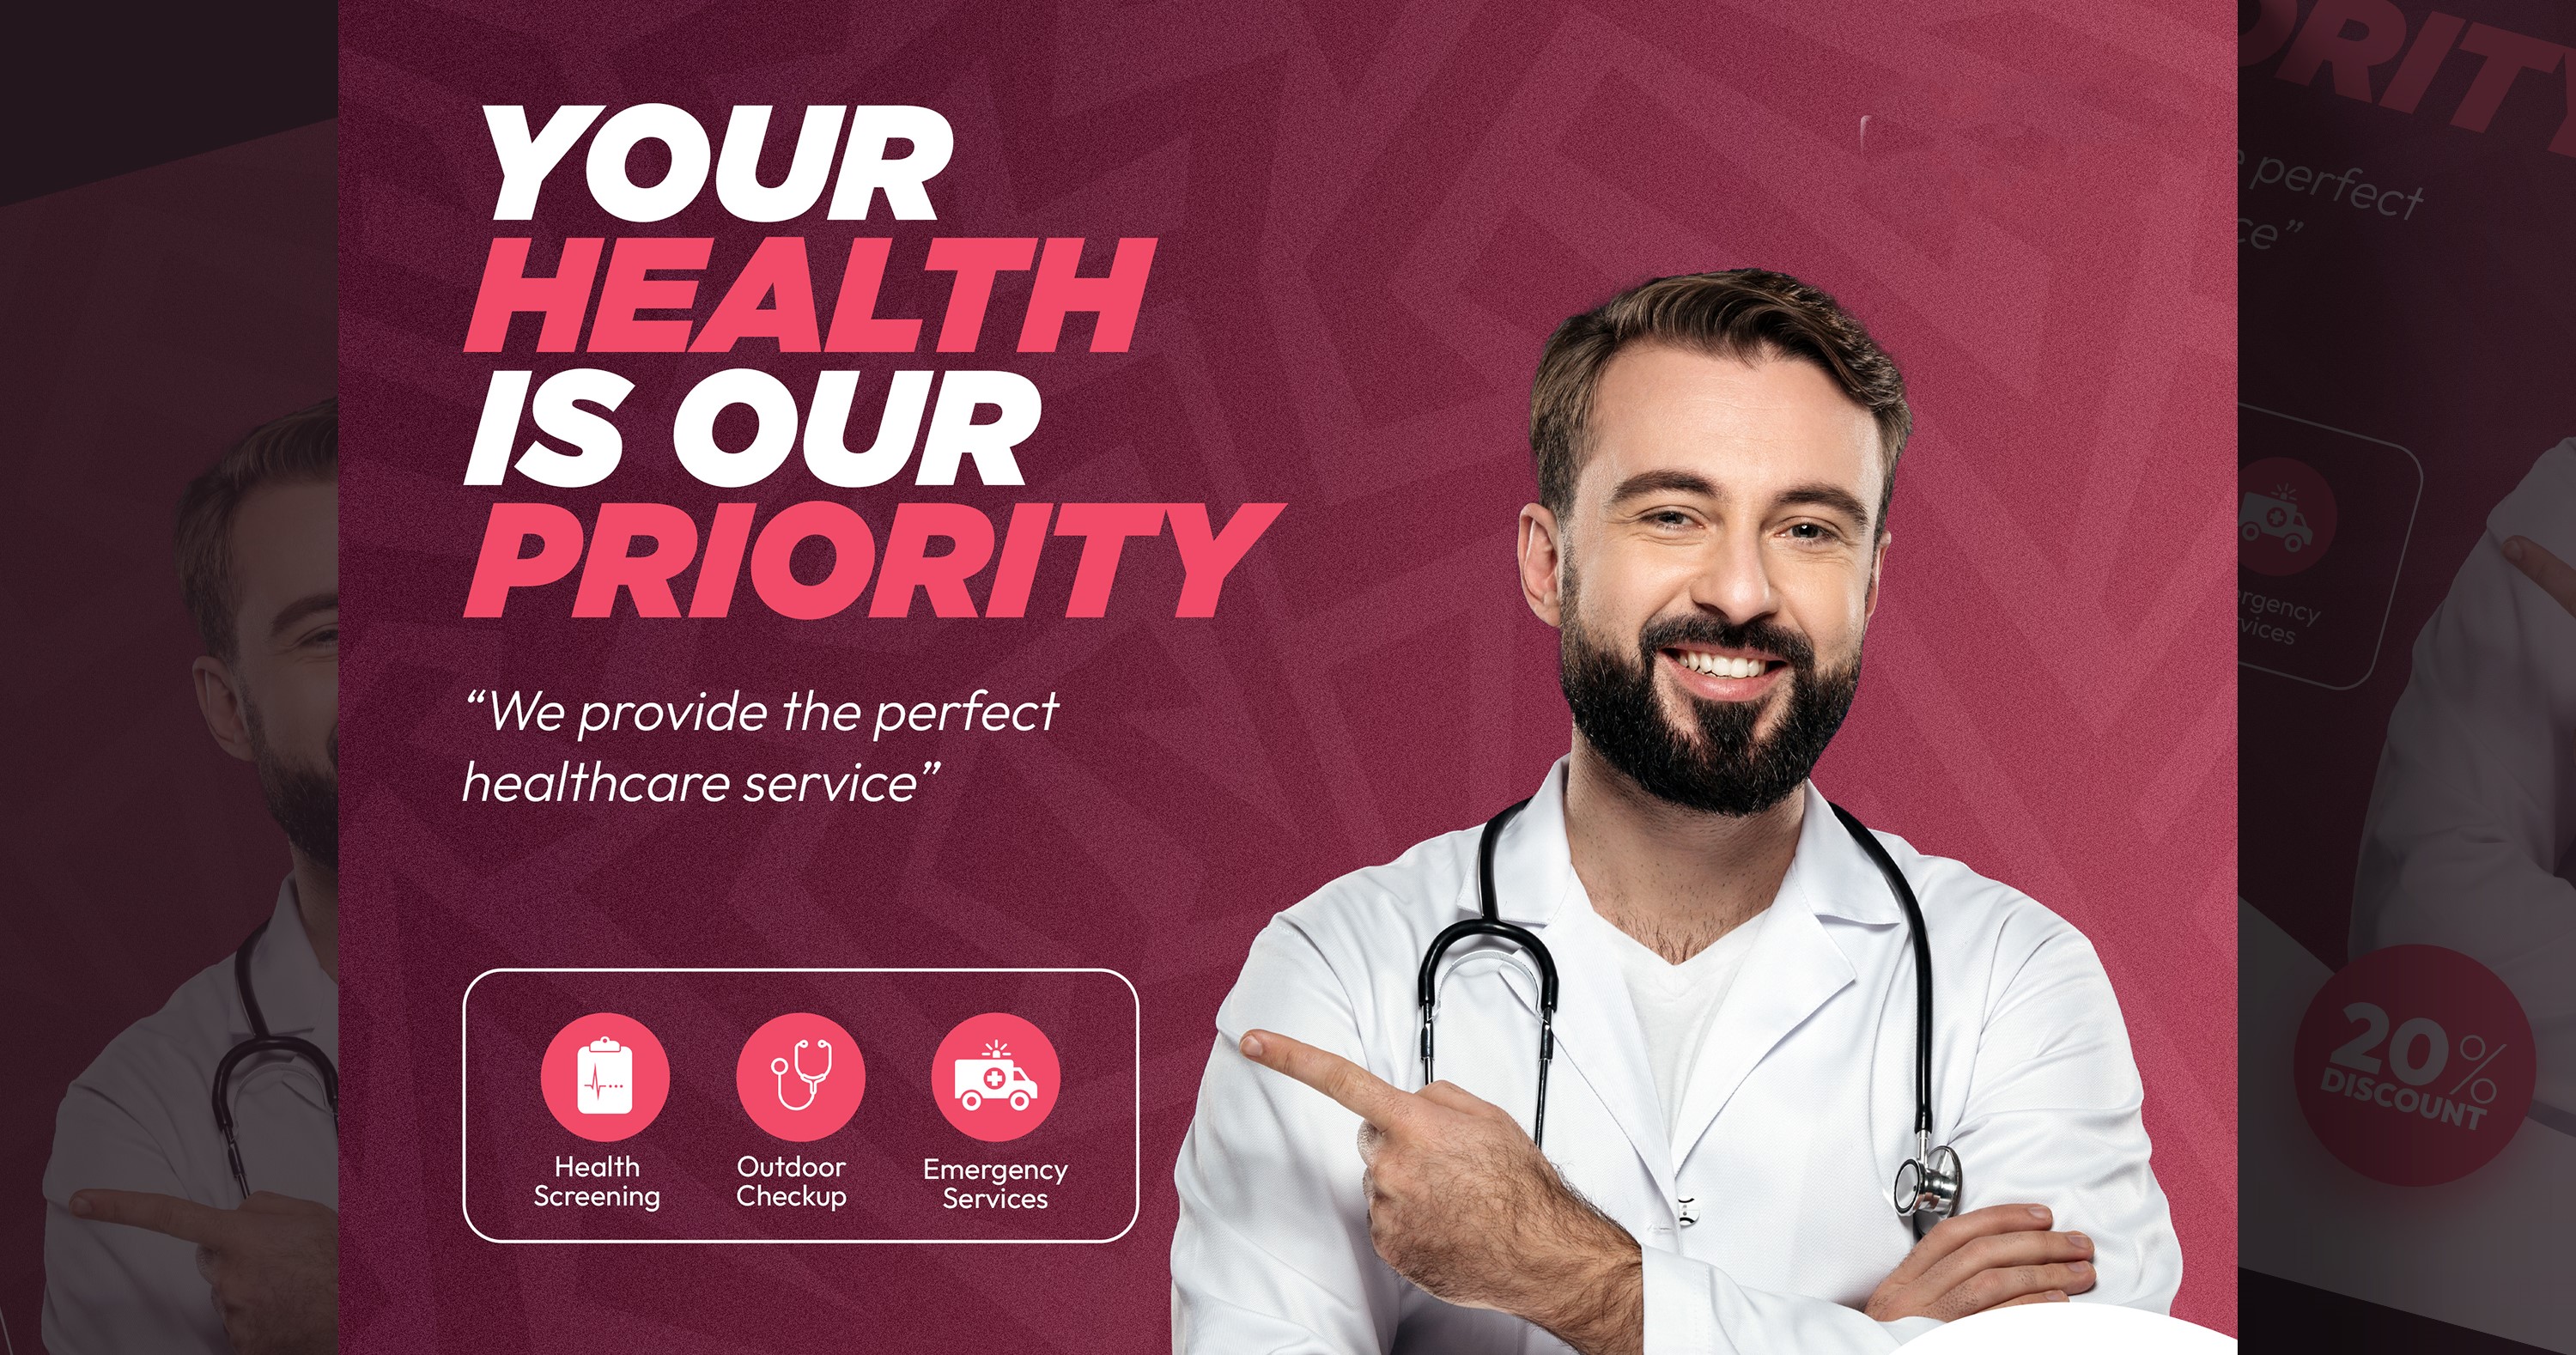 YOUR
HEALTH
IS OUR
PRIORITY
“We provide the perfect
healthcare service”
Health
Screening
Outdoor
Checkup
Emergency
Services
perfect
20%
DISCOUNT